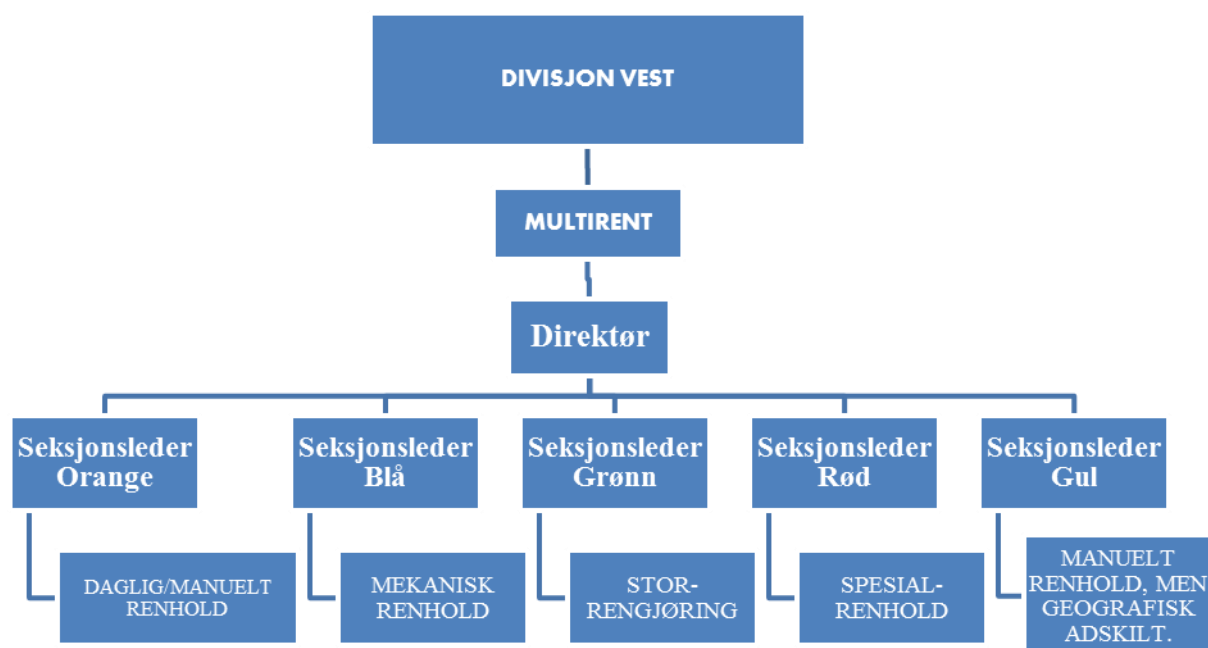 DIVISJON VEST
MULTIRENT
Direktør
Seksjonsleder
Orange
Seksjonsleder
Blå
Seksjonsleder
Grønn
Seksjonsleder
Rød
Seksjonsleder
Gul
DAGLIG/MANUELT
RENHOLD
MEKANISK
RENHOLD
STOR-
RENGJØRING
SPESIAL-
RENHOLD
MANUELT
RENHOLD, MEN
GEOGRAFISK
ADSKILT.